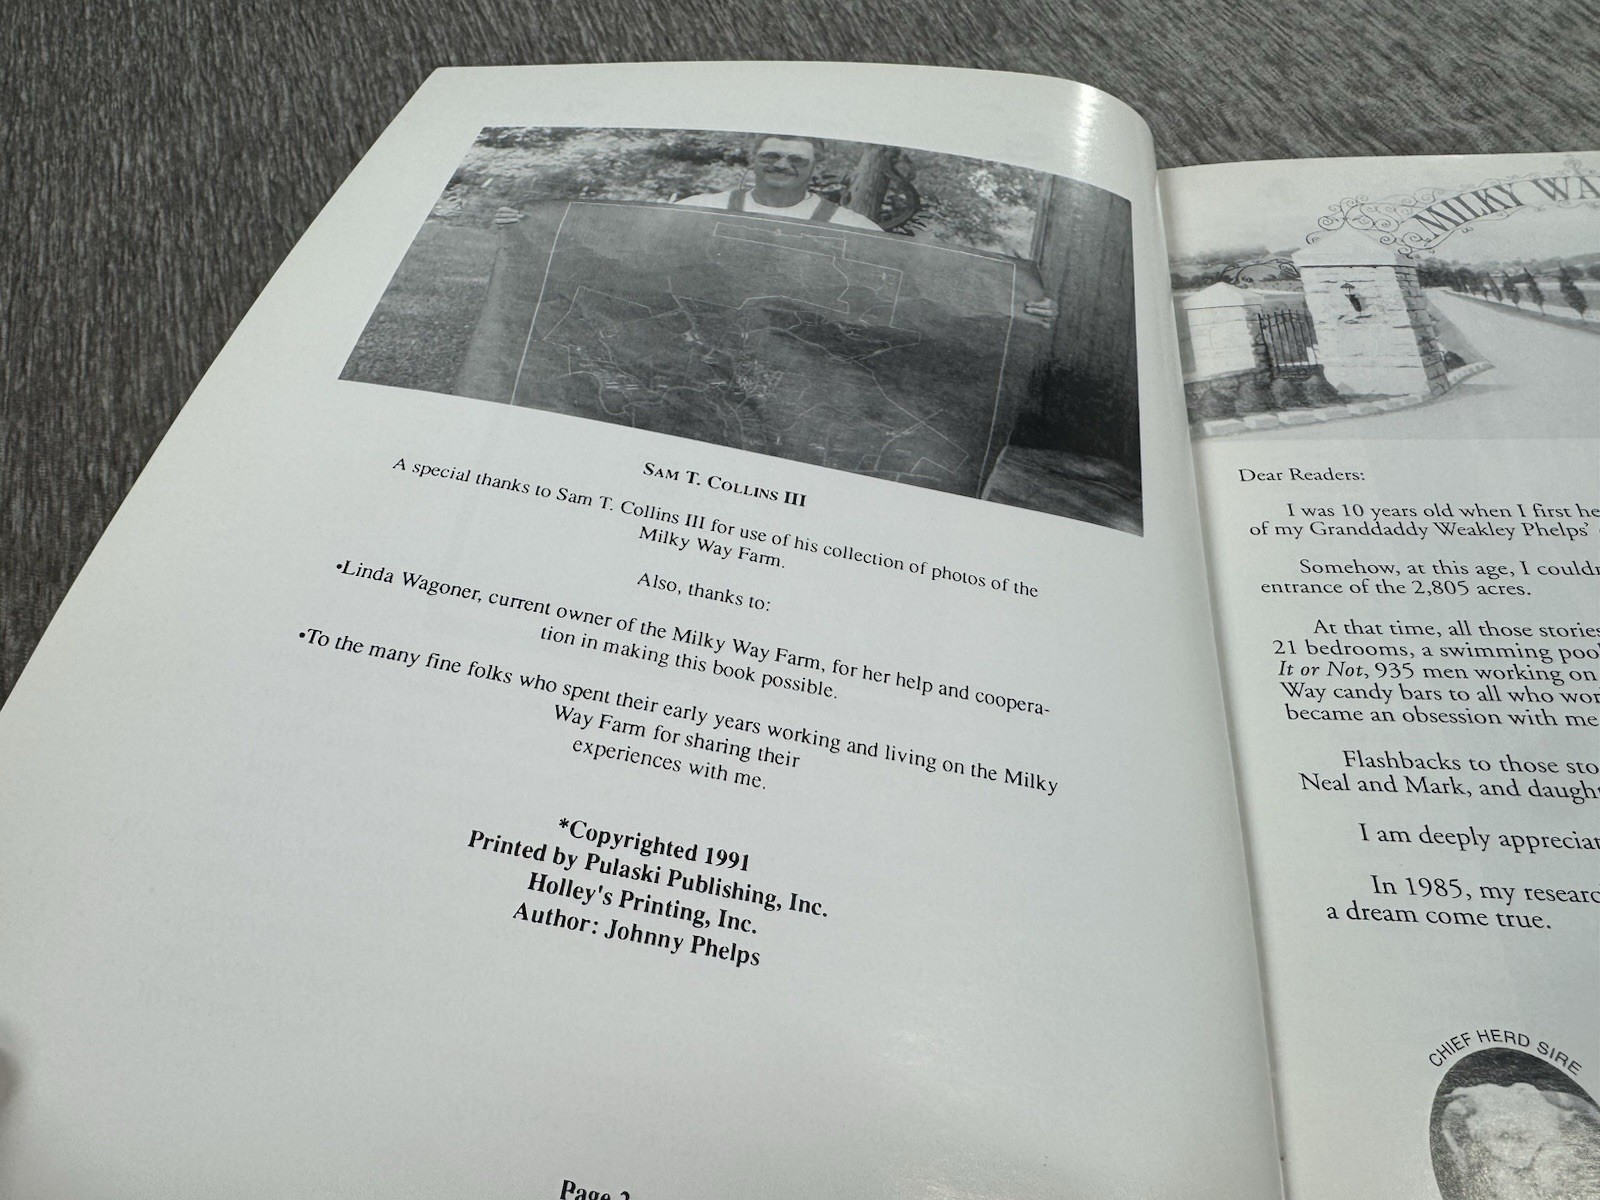 SAM T. COLLINS III
A special thanks to Sam T. Collins III for use of his collection of photos of the
Milky Way Farm.
Also, thanks to:
•Linda Wagoner, current owner of the Milky Way Farm, for her help and coopera-
tion in making this book possible.
•To the many fine folks who spent their early years working and living on the Milky
Way Farm for sharing their
experiences with me.
*Copyrighted 1991
Printed by Pulaski Publishing, Inc.
Holley's Printing, Inc.
Author: Johnny Phelps
Page 2
MILKY WA
Dear Readers:
I was 10 years old when I first he
of my Granddaddy Weakley Phelps'
Somehow, at this age, I couldn
entrance of the 2,805 acres.
At that time, all those stories
21 bedrooms, a swimming poo
It or Not, 935 men working on
Way candy bars to all who wor
became an obsession with me
Flashbacks to those sto
Neal and Mark, and daught
I am deeply appreciat
In 1985, my researc
a dream come true.
CHIEF HERD SIRE